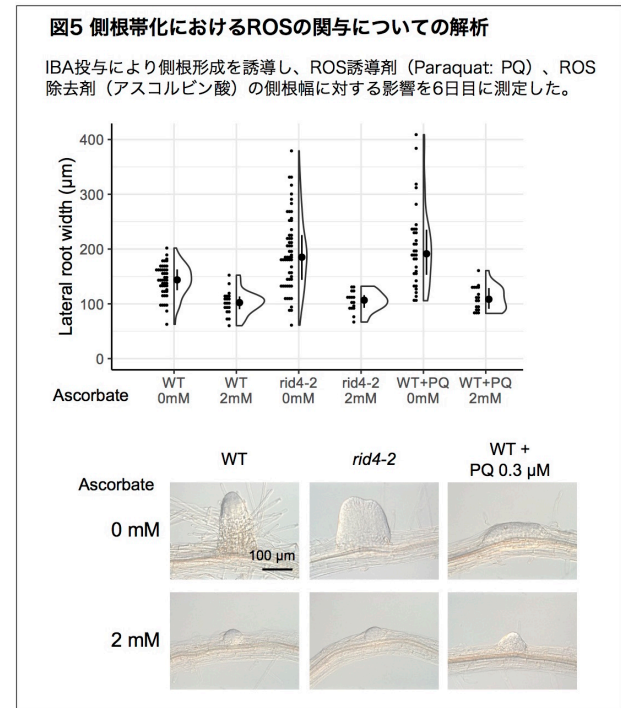 図5 側根帯化におけるROSの関与についての解析
IBA投与により側根形成を誘導し、ROS誘導剤（Paraquat: PQ）、ROS
除去剤（アスコルビン酸）の側根幅に対する影響を6日目に測定した。
Lateral root width (μm)
400
300
200
100
0
WT WT rid4-2 rid4-2 WT+PQ WT+PQ
Ascorbate 0mM 2mM 0mM 2mM 0mM 2mM
WT rid4-2 WT +
PQ 0.3 μM
Ascorbate
0 mM
100 μm
2 mM